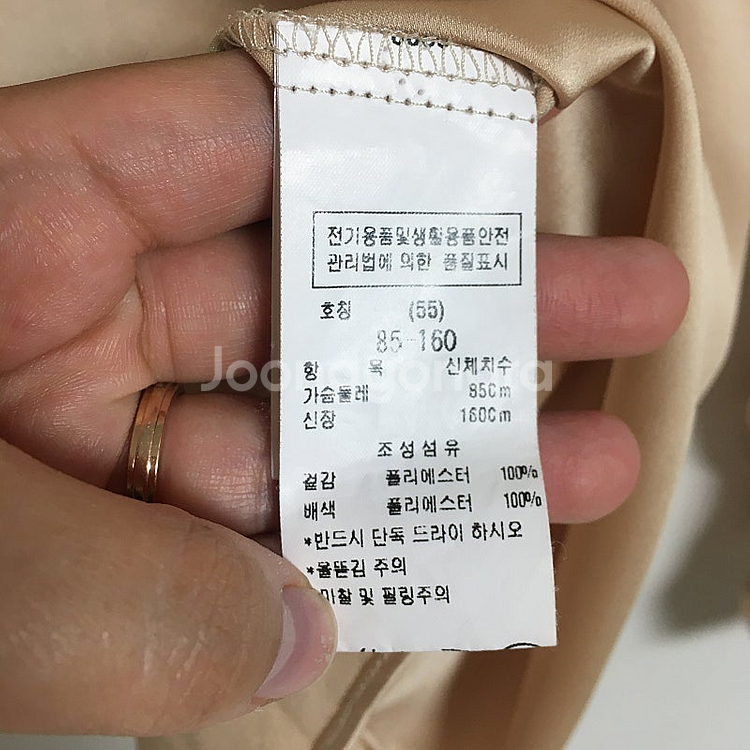 전기용품및생활용품안전
관리법에 의한 품질표시
호칭 (55)
85-160
항 목 신체치수
가슴둘레 85Cm
신장 160Cm
조성섬유
겉감 폴리에스터 100%
배색 폴리에스터 100%
*반드시 단독 드라이 하시오
*올뜯김 주의
마찰 및 필링주의
Joonggonara